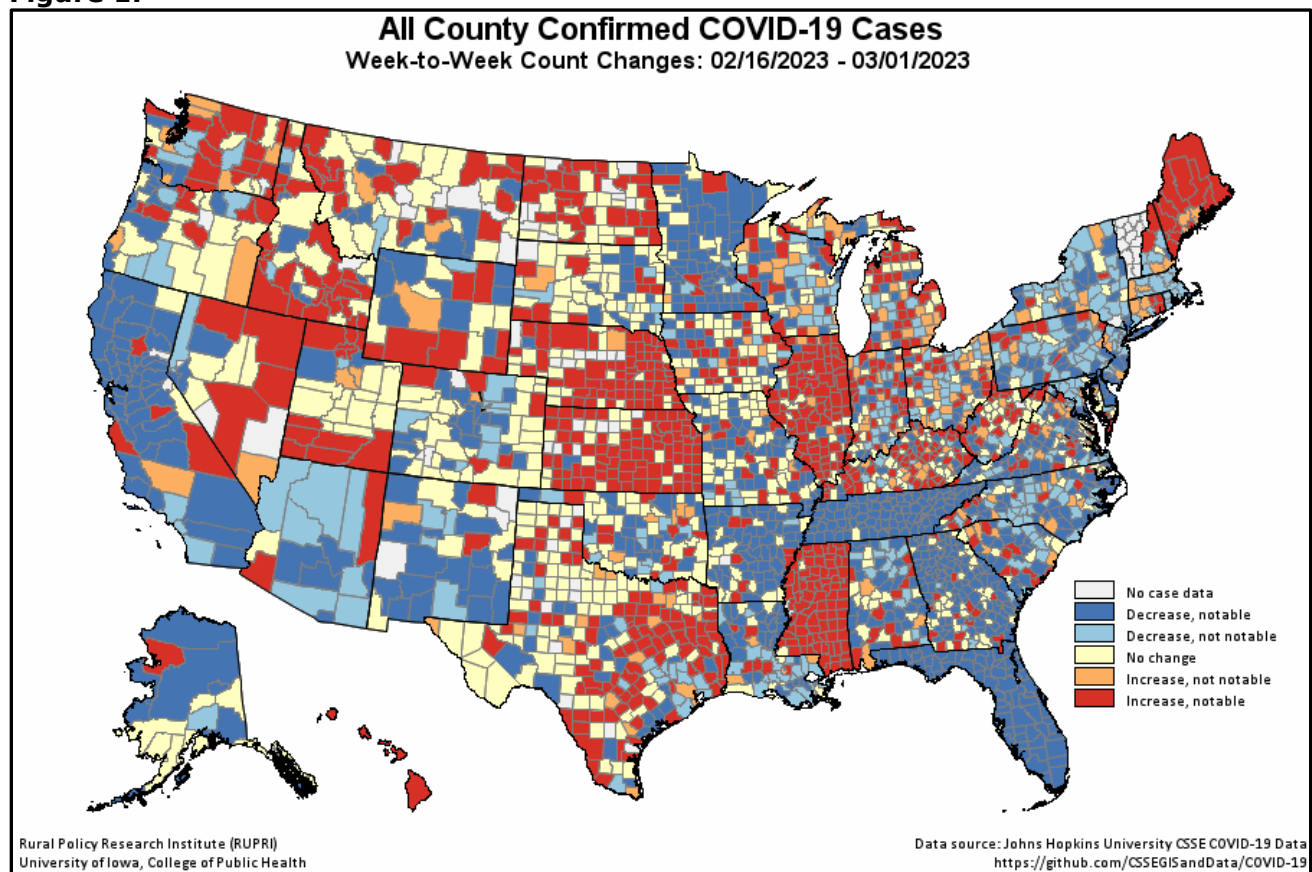 All County Confirmed COVID-19 Cases
Week-to-Week Count Changes: 02/16/2023 - 03/01/2023
No case data
Decrease, notable
Decrease, not notable
No change
Increase, not notable
Increase, notable
Rural Policy Research Institute (RUPRI)
University of Iowa, College of Public Health
Data source: Johns Hopkins University CSSE COVID-19 Data
https://github.com/CSSEGISandData/COVID-19